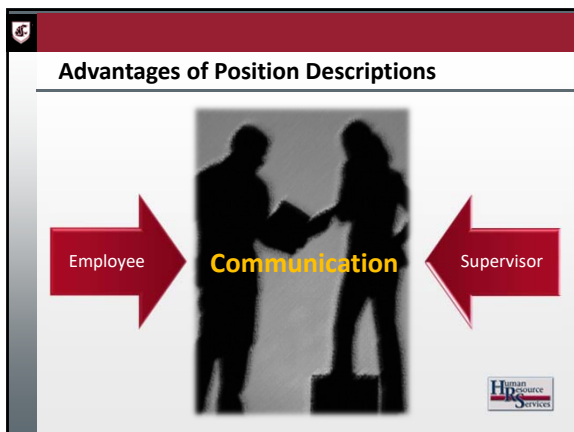 Advantages of Position Descriptions
Employee
Communication
Supervisor
Human
Resource
Services